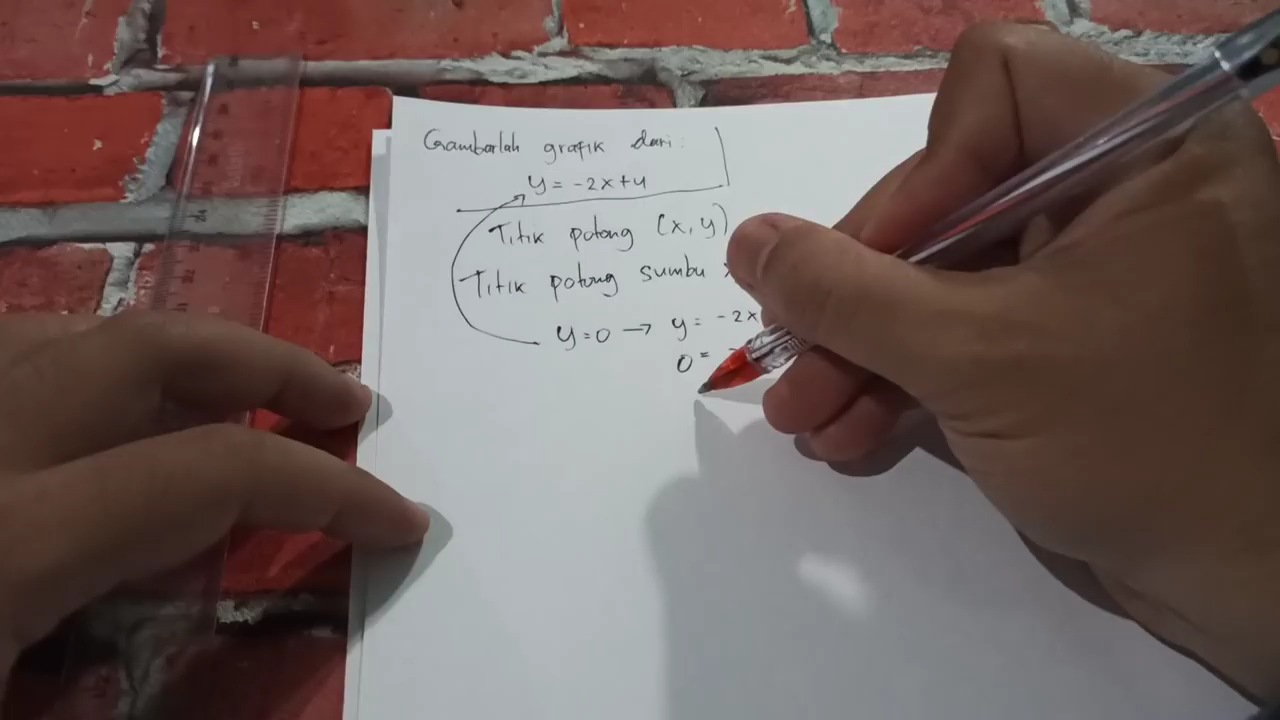 Gambarlah grafik dari:
y = -2x+4
Titik potong (x, y)
Titik potong sumbu x
y=0 → y = -2x
0 =